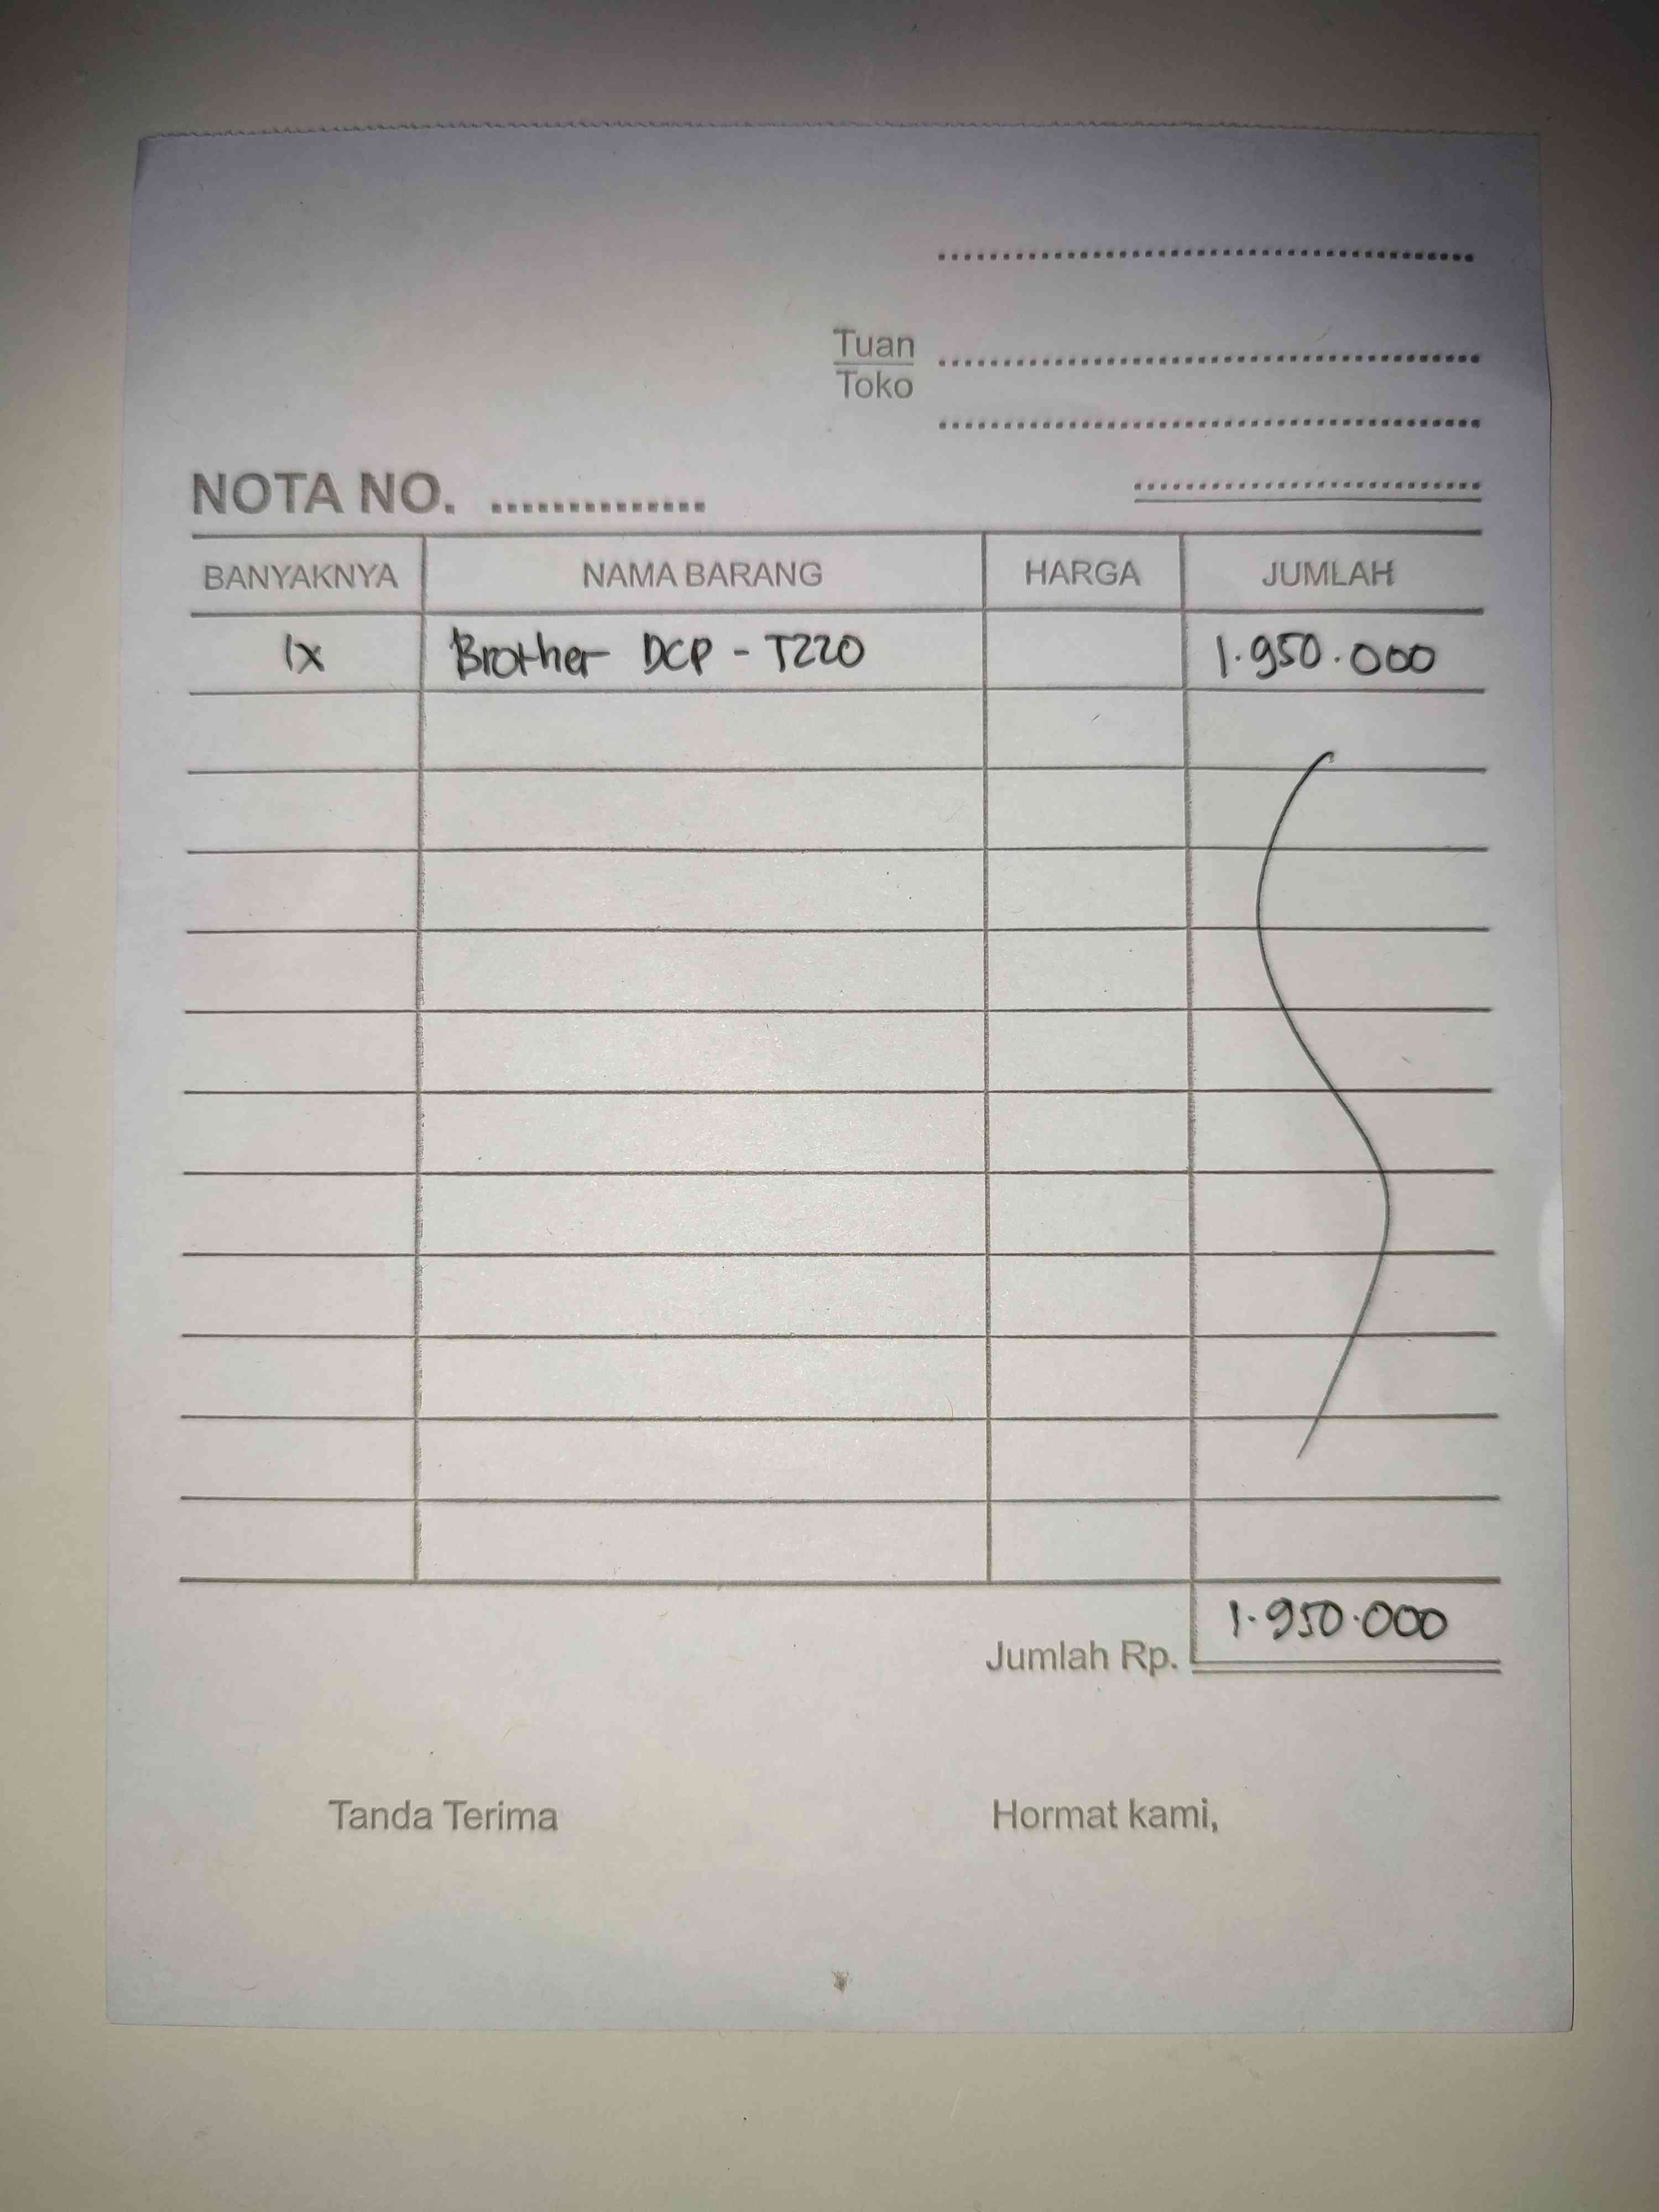 Tuan
Toko
NOTA NO. ..............
BANYAKNYA NAMA BARANG HARGA JUMLAH
1x Brother DCP - T220 1.950.000
Jumlah Rp. 1.950.000
Tanda Terima Hormat kami,